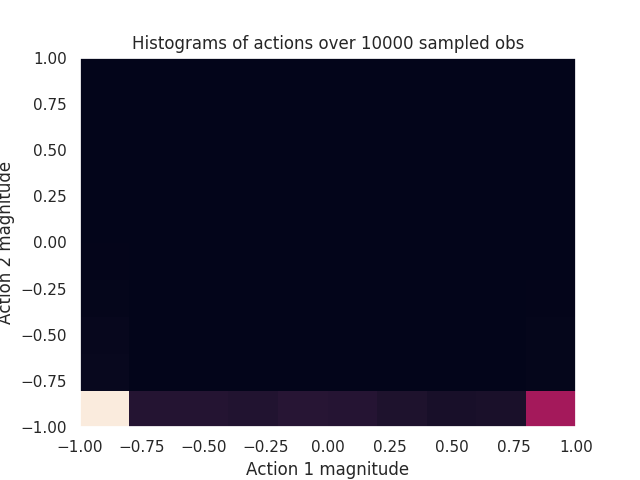 Histograms of actions over 10000 sampled obs
1.00
0.75
0.50
0.25
0.00
−0.25
−0.50
−0.75
−1.00
Action 2 magnitude
−1.00 −0.75 −0.50 −0.25 0.00 0.25 0.50 0.75 1.00
Action 1 magnitude